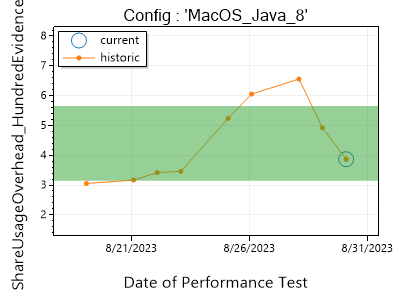 Config : 'MacOS_Java_8'
ShareUsageOverhead_HundredEvidence
current
historic
8
7
6
5
4
3
2
8/21/2023
8/26/2023
8/31/2023
Date of Performance Test